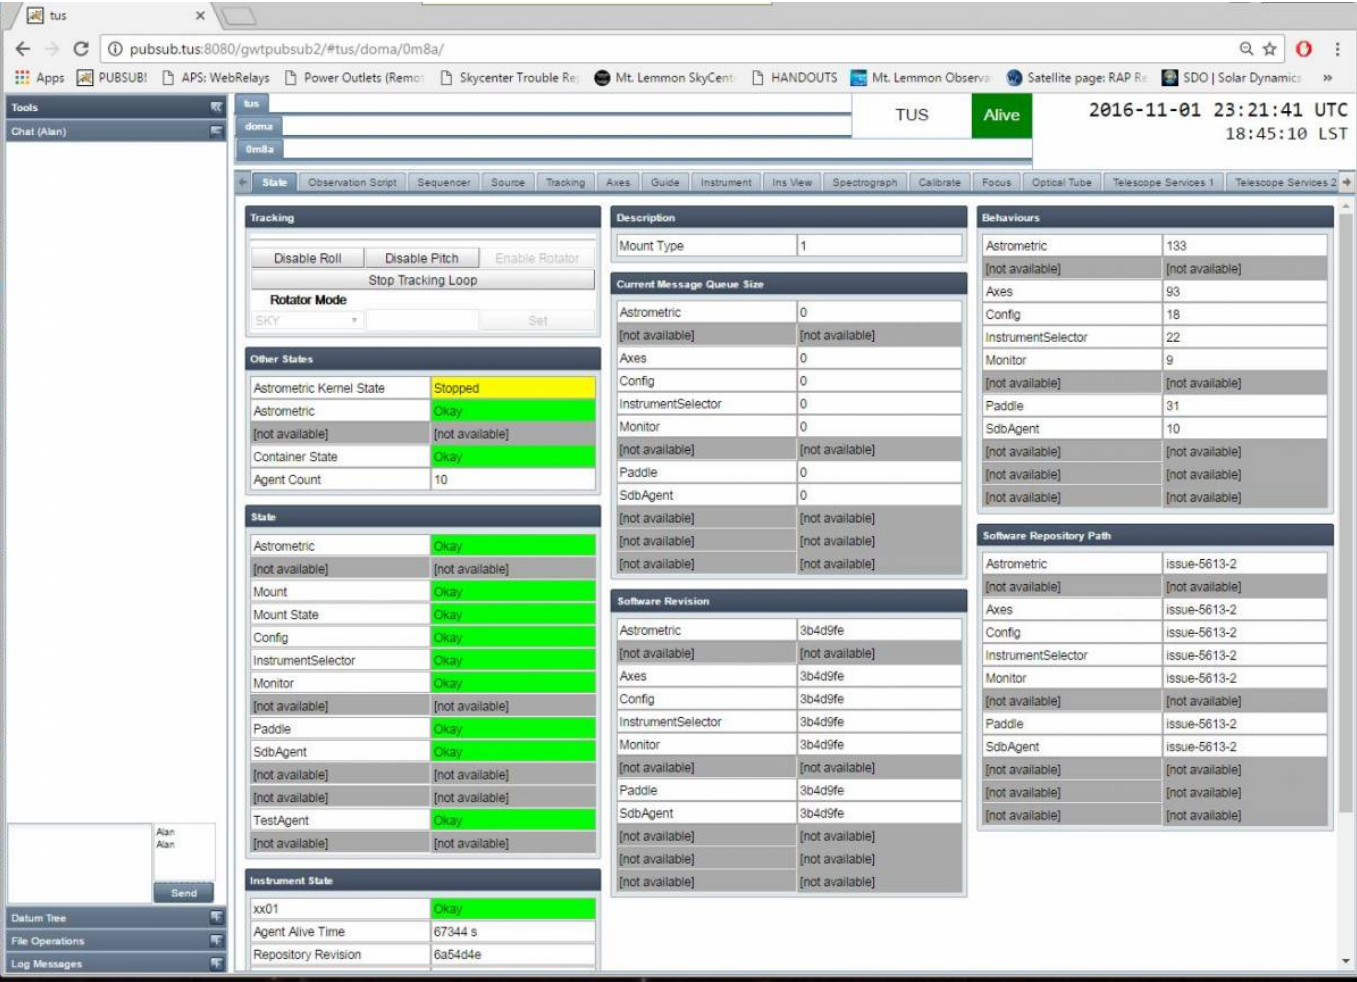 tus
pubsub.tus:8080/gwtpubsub2/#tus/doma/0m8a/
Apps PUBSUB! APS: WebRelays Power Outlets (Remo Skycenter Trouble Re Mt. Lemmon SkyCent HANDOUTS Mt. Lemmon Observa Satellite page: RAP Re SDO | Solar Dynamics »
Tools
Chat (Alan)
tus
doma
0m8a
TUS Alive
2016-11-01 23:21:41 UTC
18:45:10 LST
State Observation Script Sequencer Source Tracking Axes Guide Instrument Ins View Spectrograph Calibrate Focus Optical Tube Telescope Services 1 Telescope Services 2
Tracking
Disable Roll Disable Pitch Enable Rotator
Stop Tracking Loop
Rotator Mode
SKY Set
Other States
Astrometric Kernel State Stopped
Astrometric Okay
[not available] [not available]
Container State Okay
Agent Count 10
State
Astrometric Okay
[not available] [not available]
Mount Okay
Mount State Okay
Config Okay
InstrumentSelector Okay
Monitor Okay
[not available] [not available]
Paddle Okay
SdbAgent Okay
[not available] [not available]
[not available] [not available]
TestAgent Okay
[not available] [not available]
Instrument State
xx01 Okay
Agent Alive Time 67344 s
Repository Revision 6a54d4e
Description
Mount Type 1
Current Message Queue Size
Astrometric 0
[not available] [not available]
Axes 0
Config 0
InstrumentSelector 0
Monitor 0
[not available] [not available]
Paddle 0
SdbAgent 0
[not available] [not available]
[not available] [not available]
[not available] [not available]
Software Revision
Astrometric 3b4d9fe
[not available] [not available]
Axes 3b4d9fe
Config 3b4d9fe
InstrumentSelector 3b4d9fe
Monitor 3b4d9fe
[not available] [not available]
Paddle 3b4d9fe
SdbAgent 3b4d9fe
[not available] [not available]
[not available] [not available]
[not available] [not available]
Behaviours
Astrometric 133
[not available] [not available]
Axes 93
Config 18
InstrumentSelector 22
Monitor 9
[not available] [not available]
Paddle 31
SdbAgent 10
[not available] [not available]
[not available] [not available]
[not available] [not available]
Software Repository Path
Astrometric issue-5613-2
[not available] [not available]
Axes issue-5613-2
Config issue-5613-2
InstrumentSelector issue-5613-2
Monitor issue-5613-2
[not available] [not available]
Paddle issue-5613-2
SdbAgent issue-5613-2
[not available] [not available]
[not available] [not available]
[not available] [not available]
Alan
Alan
Send
Datum Tree
File Operations
Log Messages